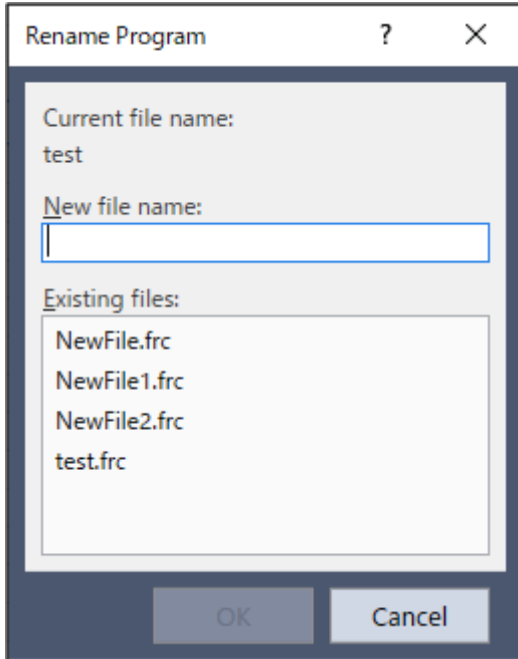 Rename Program ? ×
Current file name:
test
New file name:
Existing files:
NewFile.frc
NewFile1.frc
NewFile2.frc
test.frc
OK Cancel